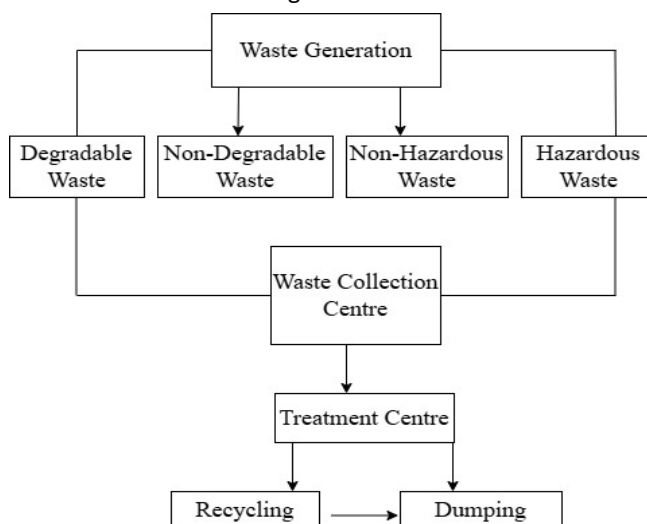 Waste Generation
Degradable
Waste
Non-Degradable
Waste
Non-Hazardous
Waste
Hazardous
Waste
Waste Collection
Centre
Treatment Centre
Recycling
Dumping